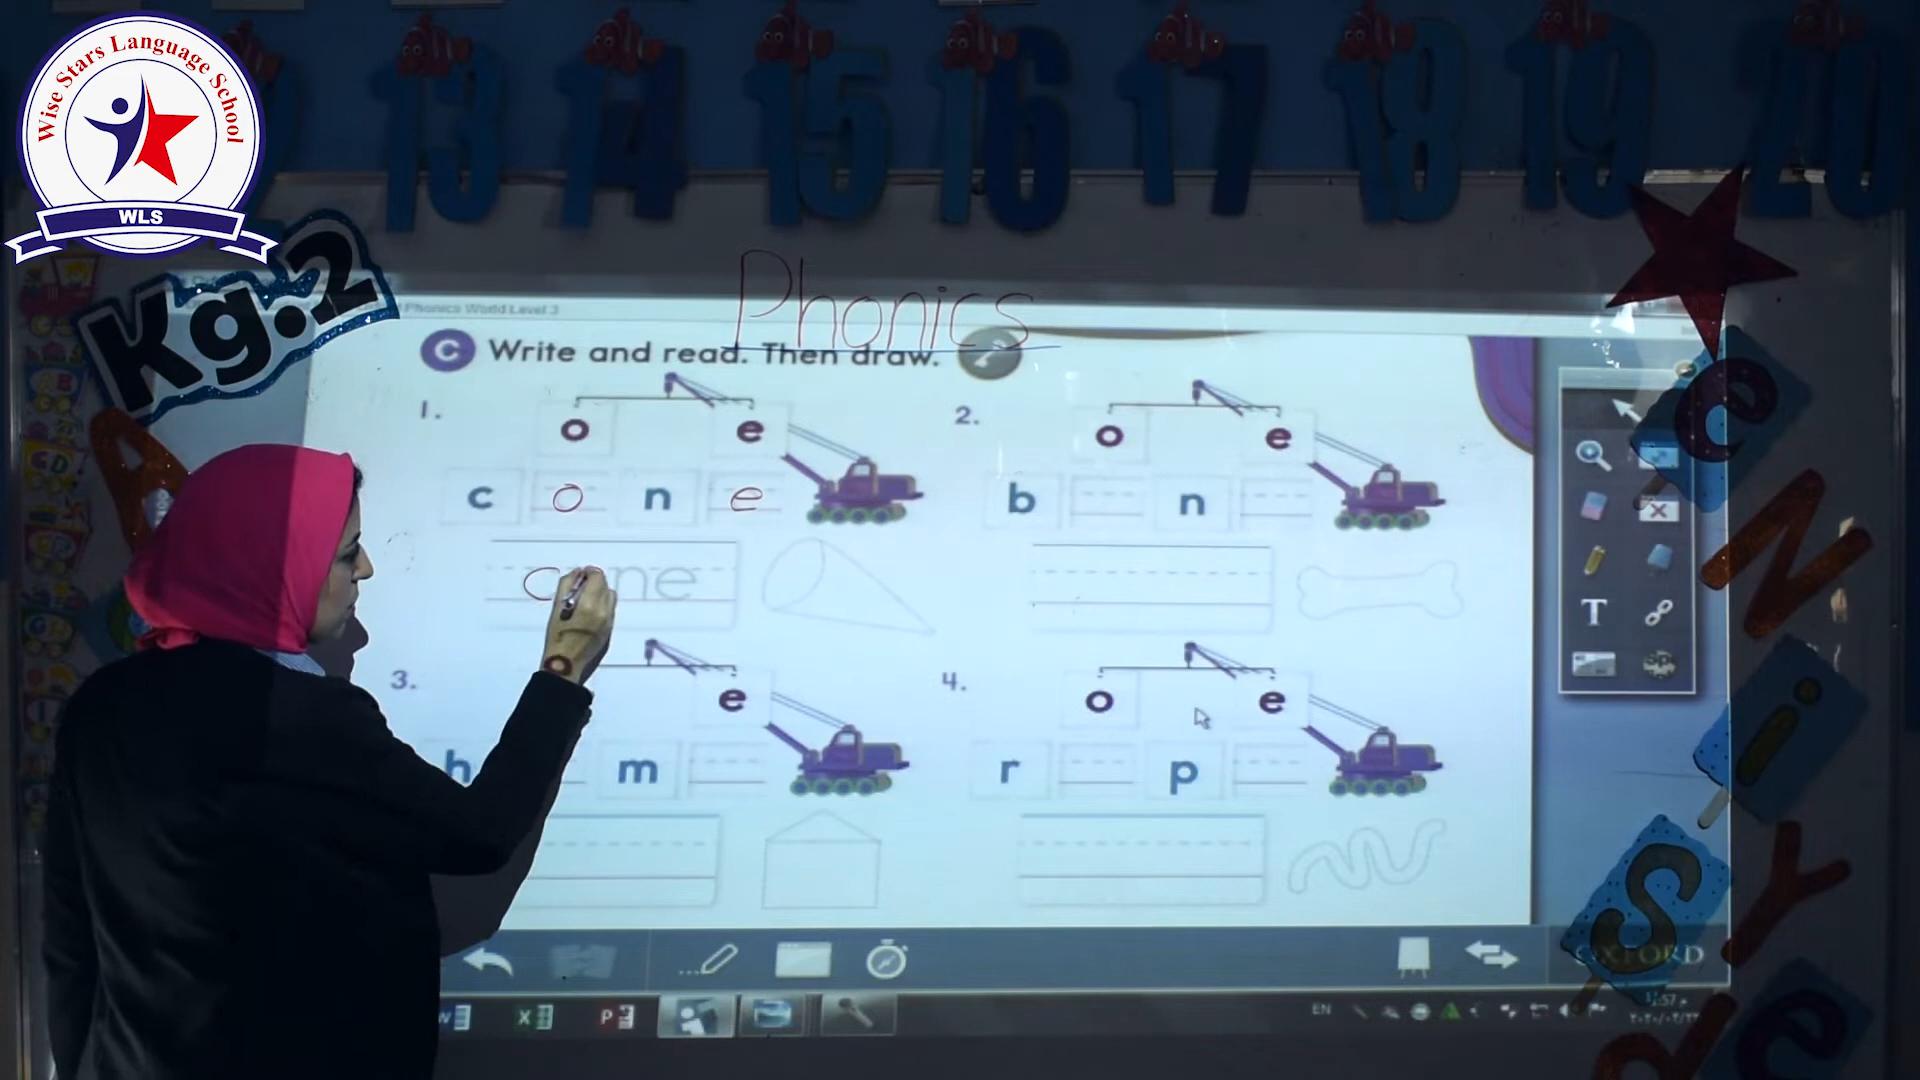 Wise Stars Language School
WLS
Kg.2
13 14 15 16 17 18 19 20
Phonics
Phonics World Level 3
C Write and read. Then draw.
1.
o e
c o n e
cone
2.
o e
b n
3.
e
h m
4.
o e
r p
T
OXFORD
EN